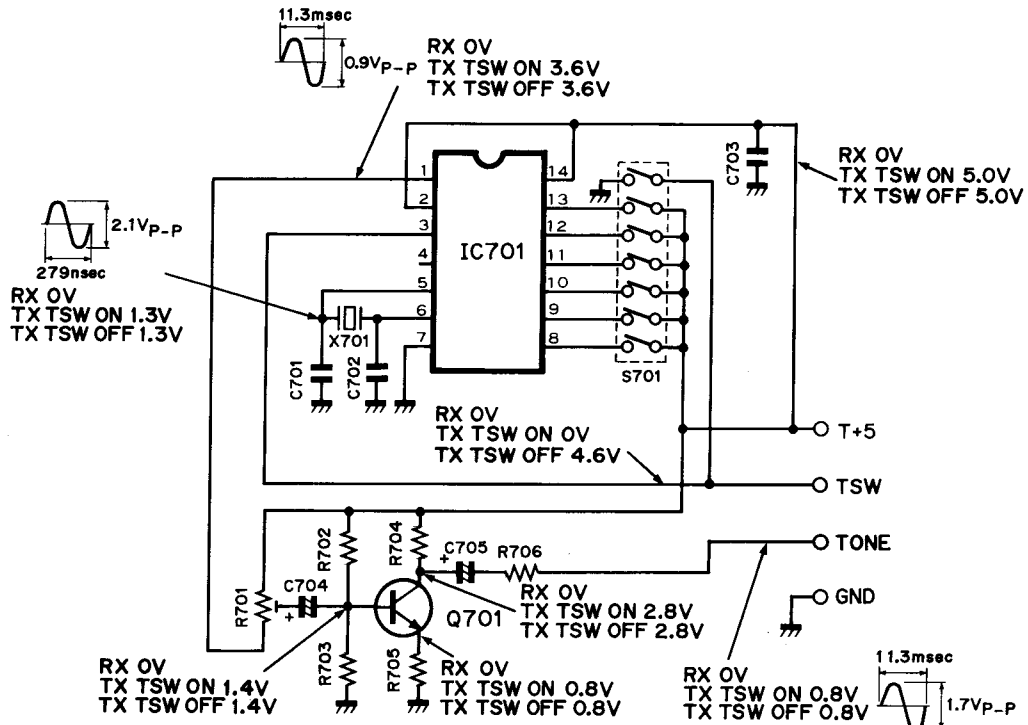 11.3msec
0.9VP-P
RX 0V
TX TSW ON 3.6V
TX TSW OFF 3.6V
C703
RX 0V
TX TSW ON 5.0V
TX TSW OFF 5.0V
1
2
3
4
5
6
7
IC701
14
13
12
11
10
9
8
S701
2.1VP-P
279nsec
RX 0V
TX TSW ON 1.3V
TX TSW OFF 1.3V
X701
C701
C702
RX 0V
TX TSW ON 0V
TX TSW OFF 4.6V
T+5
TSW
TONE
GND
R701
C704
+
R702
R703
R704
R705
Q701
+
C705
R706
RX 0V
TX TSW ON 2.8V
TX TSW OFF 2.8V
RX 0V
TX TSW ON 1.4V
TX TSW OFF 1.4V
RX 0V
TX TSW ON 0.8V
TX TSW OFF 0.8V
RX 0V
TX TSW ON 0.8V
TX TSW OFF 0.8V
11.3msec
1.7VP-P